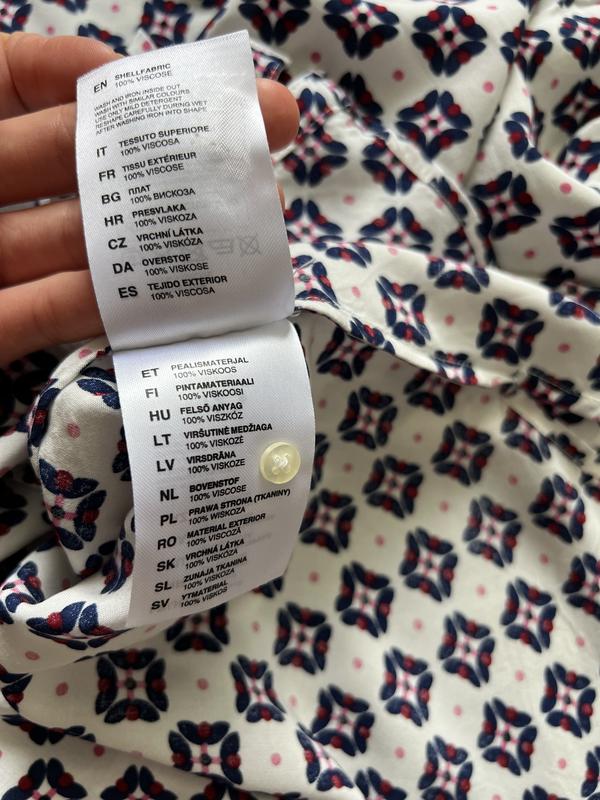 EN SHELLFABRIC
100% VISCOSE
WASH AND IRON INSIDE OUT
WASH WITH SIMILAR COLOURS
USE ONLY MILD DETERGENT
RESHAPE CAREFULLY DURING WET
AFTER WASHING IRON INTO SHAPE
IT TESSUTO SUPERIORE
100% VISCOSA
FR TISSU EXTÉRIEUR
100% VISCOSE
BG ПЛАТ
100% ВИСКОЗА
HR PRESVLAKA
100% VISKOZA
CZ VRCHNÍ LÁTKA
100% VISKÓZA
DA OVERSTOF
100% VISKOSE
ES TEJIDO EXTERIOR
100% VISCOSA
ET PEALISMATERJAL
100% VISKOOS
FI PINTAMATERIAALI
100% VISKOOSI
HU FELSŐ ANYAG
100% VISZKÓZ
LT VIRŠUTINĖ MEDŽIAGA
100% VISKOZĖ
LV VIRSDRĀNA
100% VISKOZE
NL BOVENSTOF
100% VISCOSE
PL PRAWA STRONA (TKANINY)
100% WISKOZA
RO MATERIAL EXTERIOR
100% VISCOZĂ
SK VRCHNÁ LÁTKA
100% VISKÓZA
SL ZUNAJA TKANINA
100% VISKOZA
SV YTMATERIAL
100% VISKOS